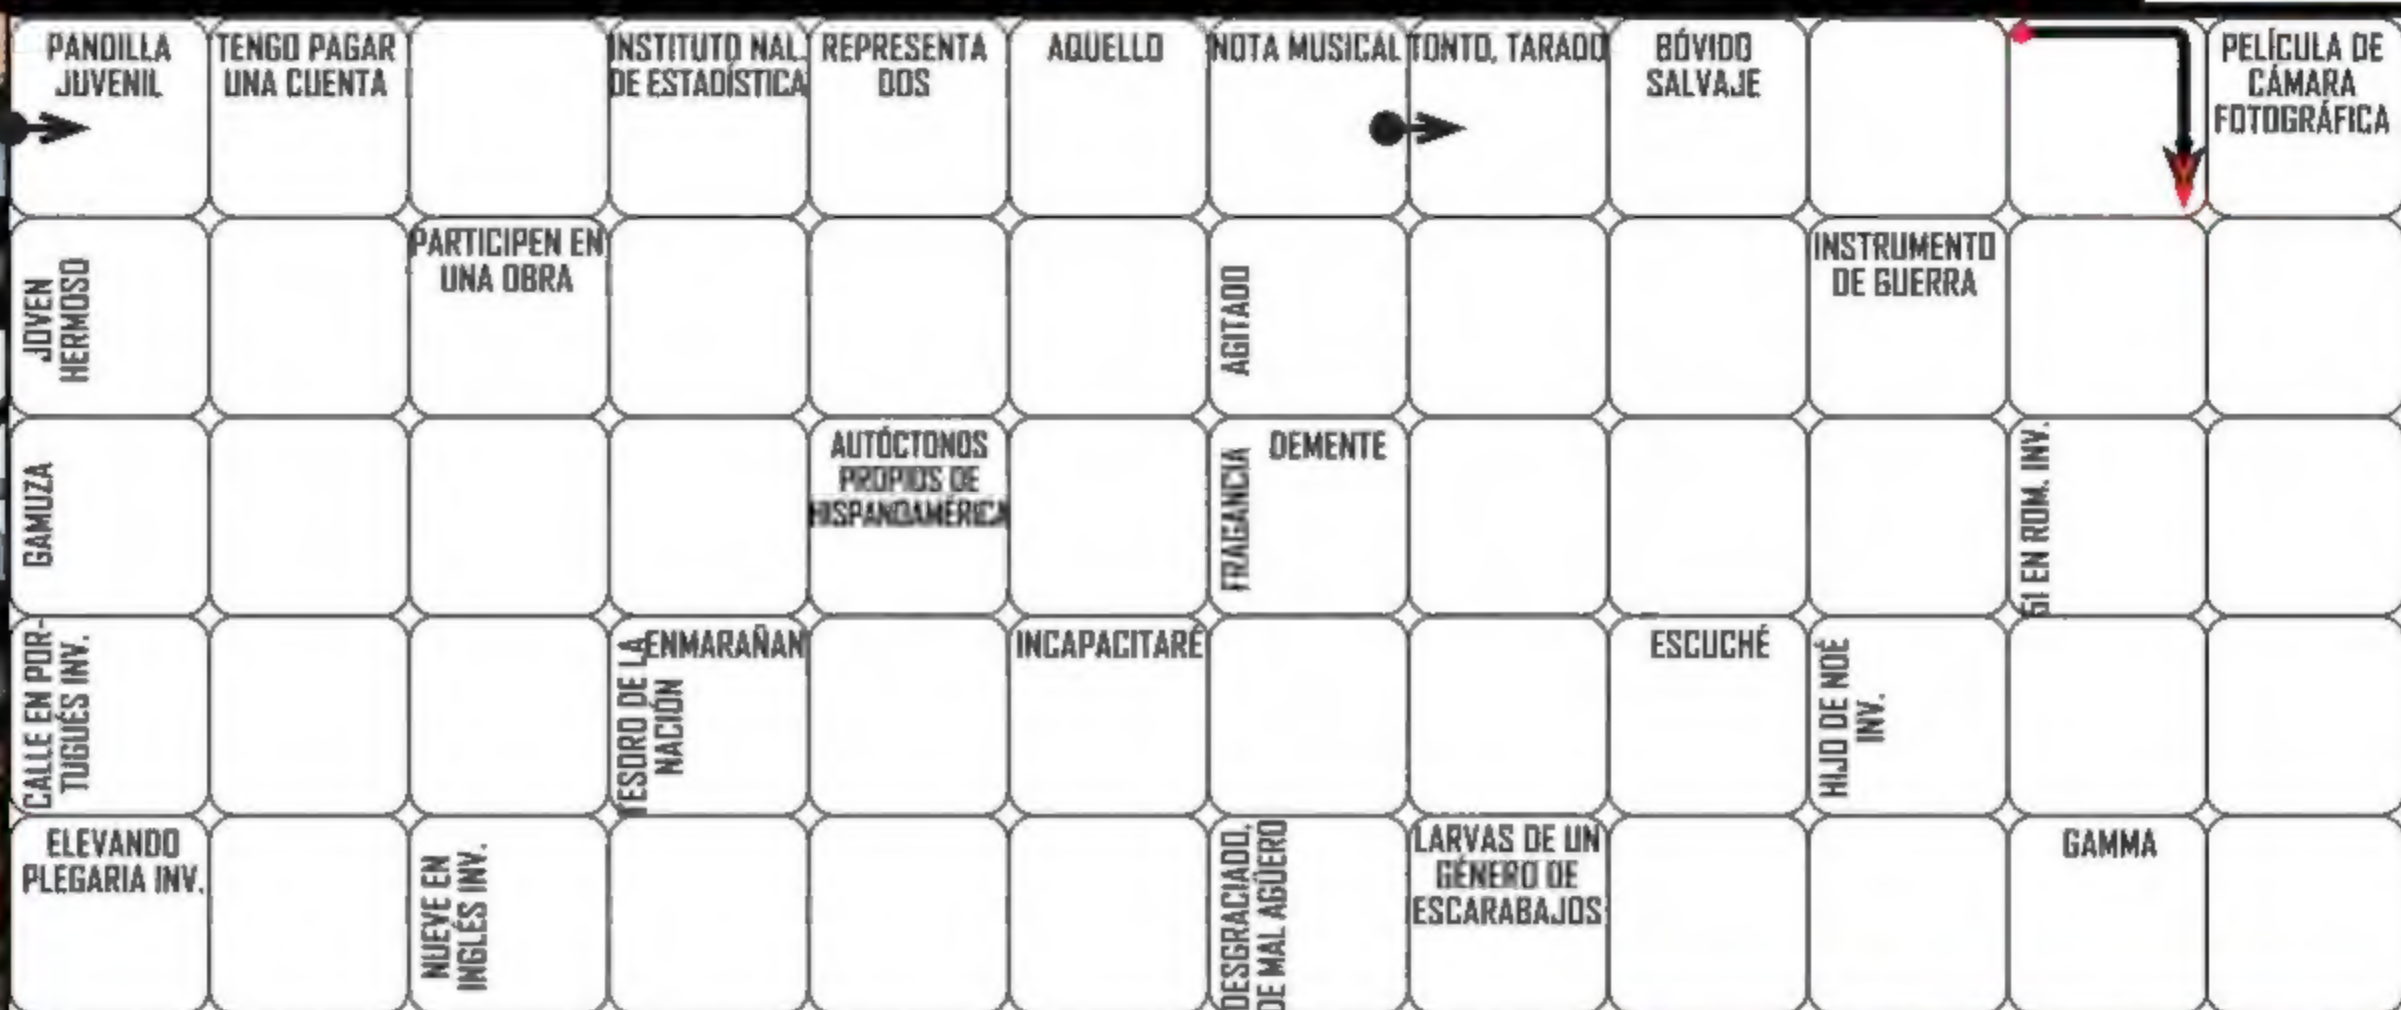 PANDILLA
JUVENIL
TENGO PAGAR
UNA CUENTA
INSTITUTO NAL.
DE ESTADÍSTICA
REPRESENTA
DOS
AQUELLO
NOTA MUSICAL
TONTO, TARADO
BÓVIDO
SALVAJE
PELÍCULA DE
CÁMARA
FOTOGRÁFICA
JOVEN
HERMOSO
PARTICIPEN EN
UNA OBRA
AGITADO
INSTRUMENTO
DE GUERRA
GAMUZA
AUTÓCTONOS
PROPIOS DE
HISPANOAMÉRICA
FRAGANCIA
DEMENTE
51 EN ROM. INV.
CALLE EN POR-
TUGUÉS INV.
TESORO DE LA
NACIÓN
ENMARAÑAN
INCAPACITARÉ
ESCUCHÉ
HIJO DE NOÉ
INV.
ELEVANDO
PLEGARIA INV.
NUEVE EN
INGLÉS INV.
DESGRACIADO,
DE MAL AGÜERO
LARVAS DE UN
GÉNERO DE
ESCARABAJOS
GAMMA